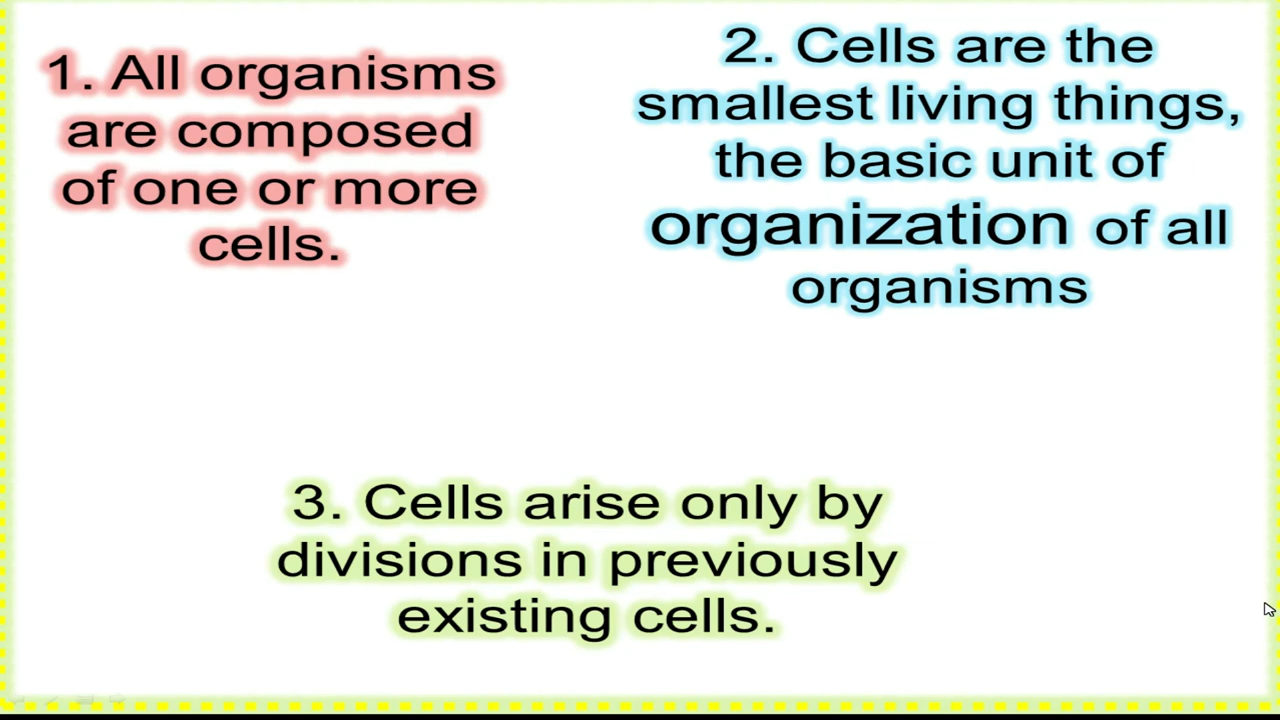 1. All organisms
are composed
of one or more
cells.
2. Cells are the
smallest living things,
the basic unit of
organization of all
organisms
3. Cells arise only by
divisions in previously
existing cells.